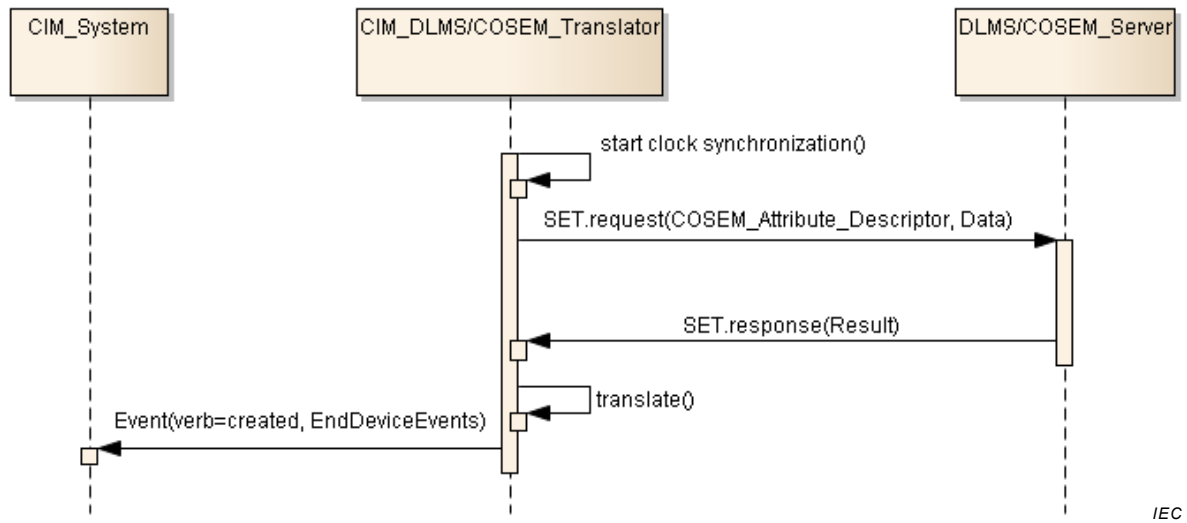 CIM_System
CIM_DLMS/COSEM_Translator
DLMS/COSEM_Server
start clock synchronization()
SET.request(COSEM_Attribute_Descriptor, Data)
SET.response(Result)
translate()
Event(verb=created, EndDeviceEvents)
IEC